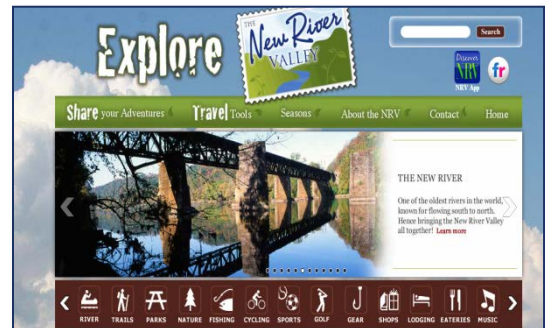 Explore
THE
New River
VALLEY
Search
Discover
NRV
fr
NRV App
Share your Adventures Travel Tools Seasons About the NRV Contact Home
THE NEW RIVER
One of the oldest rivers in the world,
known for flowing south to north.
Hence bringing the New River Valley
all together! Learn more
RIVER TRAILS PARKS NATURE FISHING CYCLING SPORTS GOLF GEAR SHOPS LODGING EATERIES MUSIC